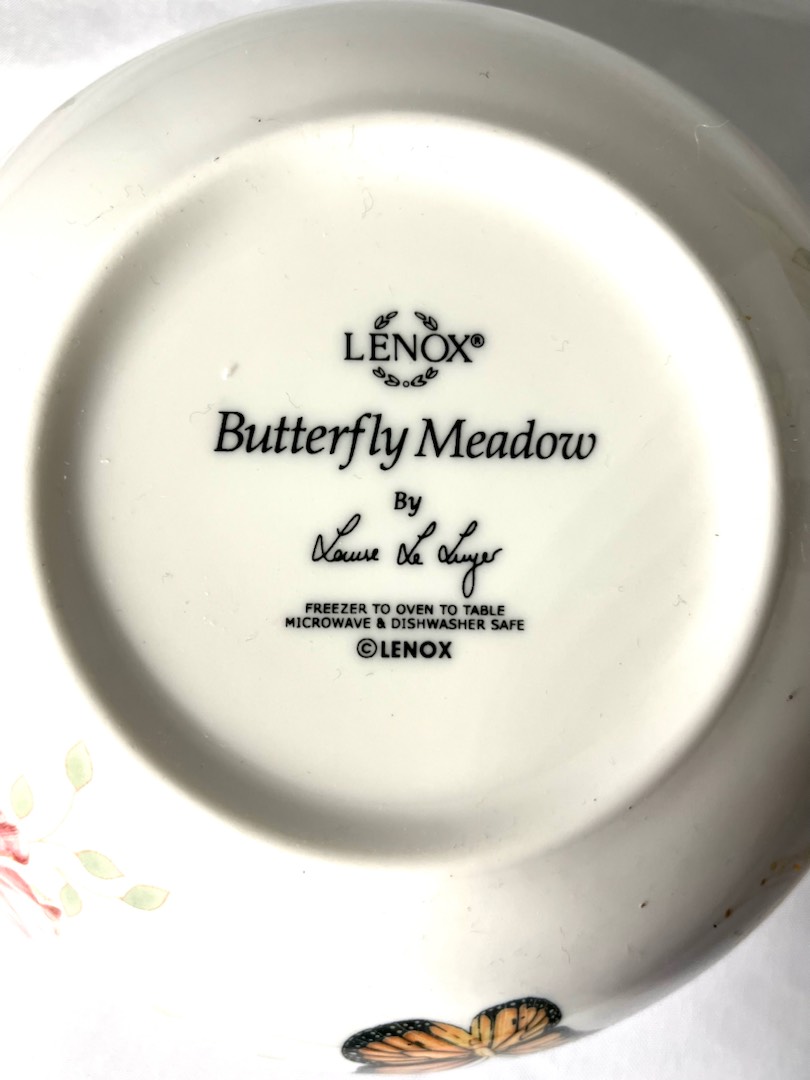 LENOX®
Butterfly Meadow
By
Louise Le Luyer
FREEZER TO OVEN TO TABLE
MICROWAVE & DISHWASHER SAFE
©LENOX